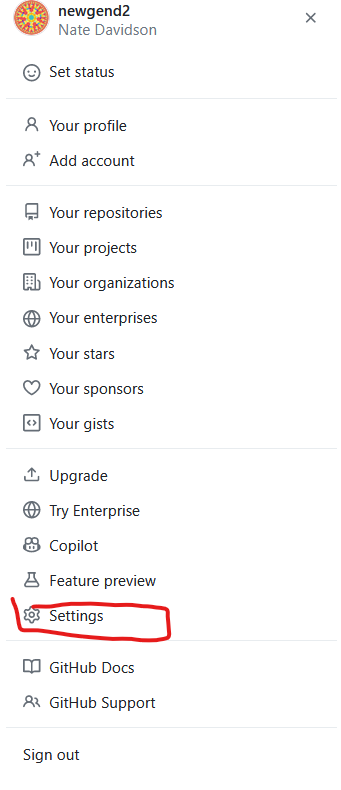 newgend2
Nate Davidson
Set status
Your profile
Add account
Your repositories
Your projects
Your organizations
Your enterprises
Your stars
Your sponsors
Your gists
Upgrade
Try Enterprise
Copilot
Feature preview
Settings
GitHub Docs
GitHub Support
Sign out